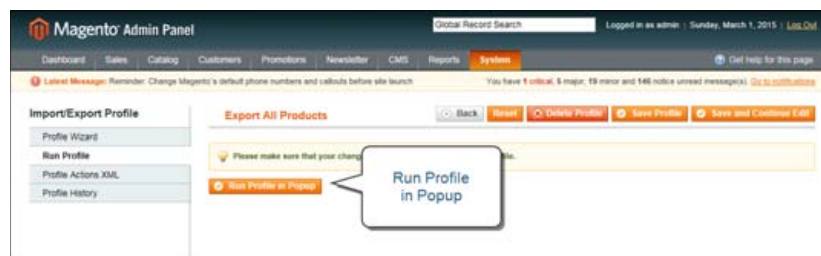 Magento Admin Panel
Global Record Search
Logged in as admin | Sunday, March 1, 2015 | Log Out
Dashboard Sales Catalog Customers Promotions Newsletter CMS Reports System
Get help for this page
Latest Message: Reminder: Change Magento's default phone numbers and callouts before site launch
You have 1 critical, 5 major, 19 minor and 146 notice unread message(s). Go to notifications
Import/Export Profile
Profile Wizard
Run Profile
Profile Actions XML
Profile History
Export All Products
Back Reset Delete Profile Save Profile Save and Continue Edit
Please make sure that your chang
file.
Run Profile in Popup
Run Profile
in Popup